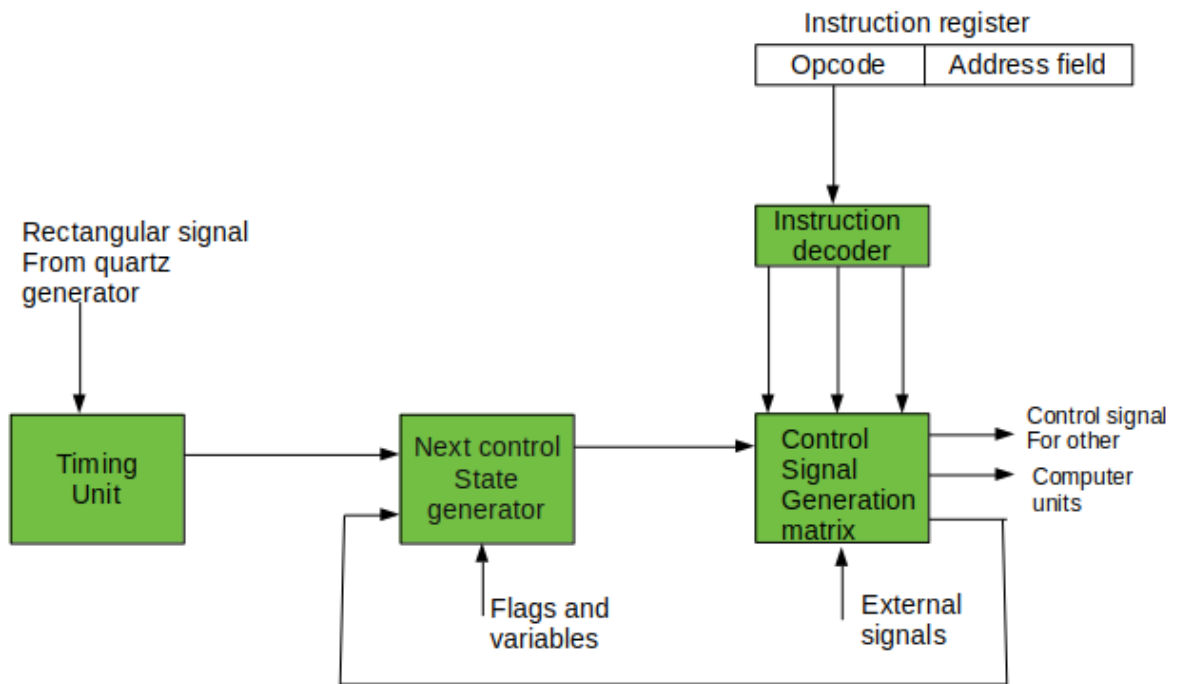 Instruction register
Opcode
Address field
Instruction
decoder
Rectangular signal
From quartz
generator
Timing
Unit
Next control
State
generator
Control
Signal
Generation
matrix
Control signal
For other
Computer
units
Flags and
variables
External
signals